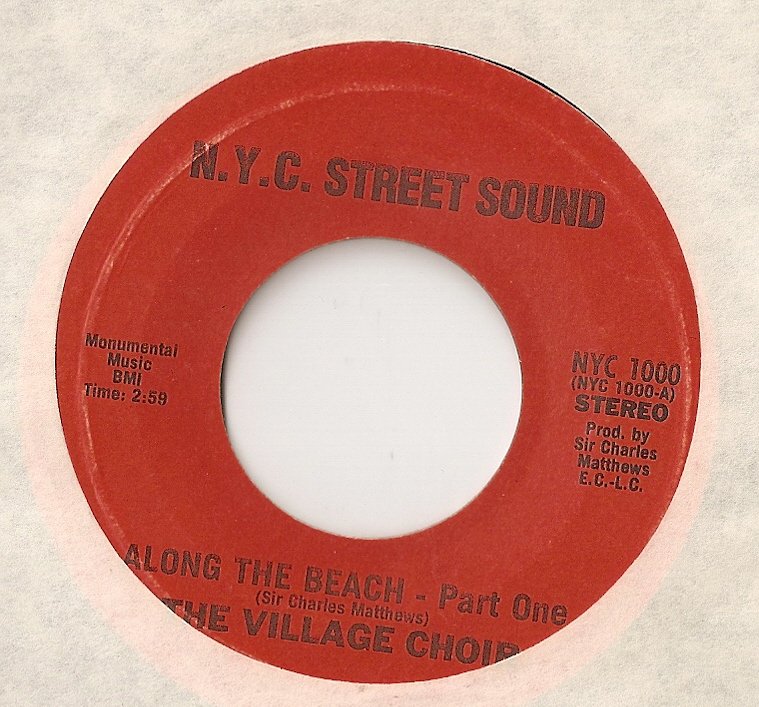 N.Y.C. STREET SOUND
Monumental
Music
BMI
Time: 2:59
NYC 1000
(NYC 1000-A)
STEREO
Prod. by
Sir Charles
Matthews
E.C.-L.C.
ALONG THE BEACH - Part One
(Sir Charles Matthews)
THE VILLAGE CHOIR